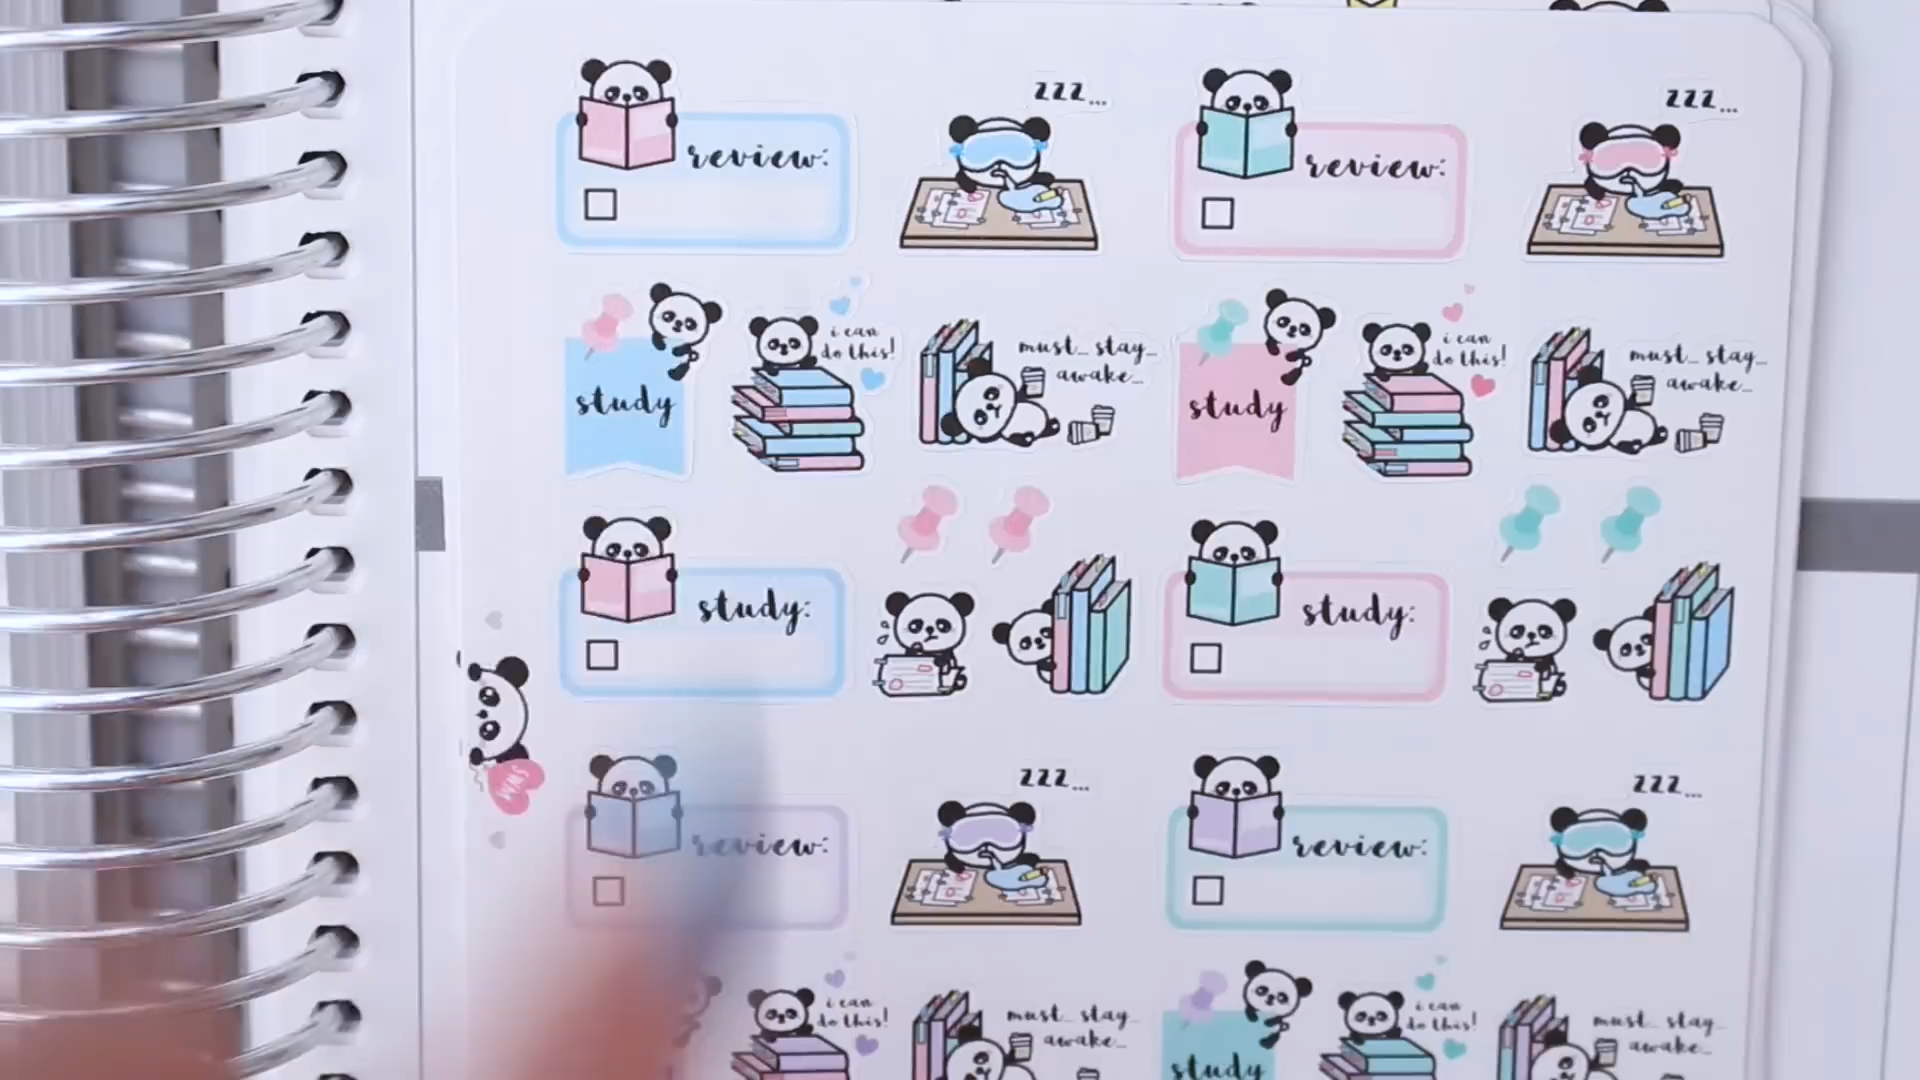 zzz...
zzz...
review:
review:
i can
do this!
must... stay...
awake...
i can
do this!
must... stay...
awake...
study
study
study:
study:
zzz...
zzz...
SWM
review:
review:
i can
do this!
must... stay...
awake...
i can
do this!
must... stay...
awake...
study